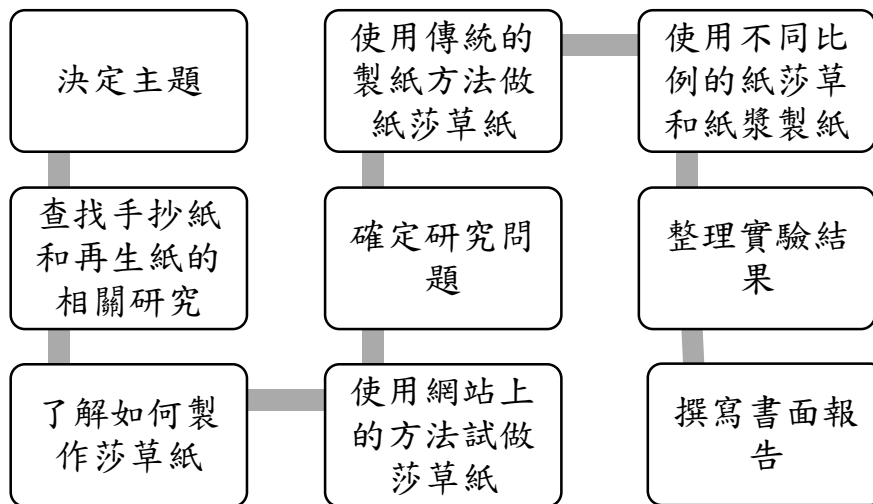 決定主題
查找手抄紙
和再生紙的
相關研究
了解如何製
作莎草紙
使用網站上
的方法試做
莎草紙
確定研究問
題
使用傳統的
製紙方法做
紙莎草紙
使用不同比
例的紙莎草
和紙漿製紙
整理實驗結
果
撰寫書面報
告